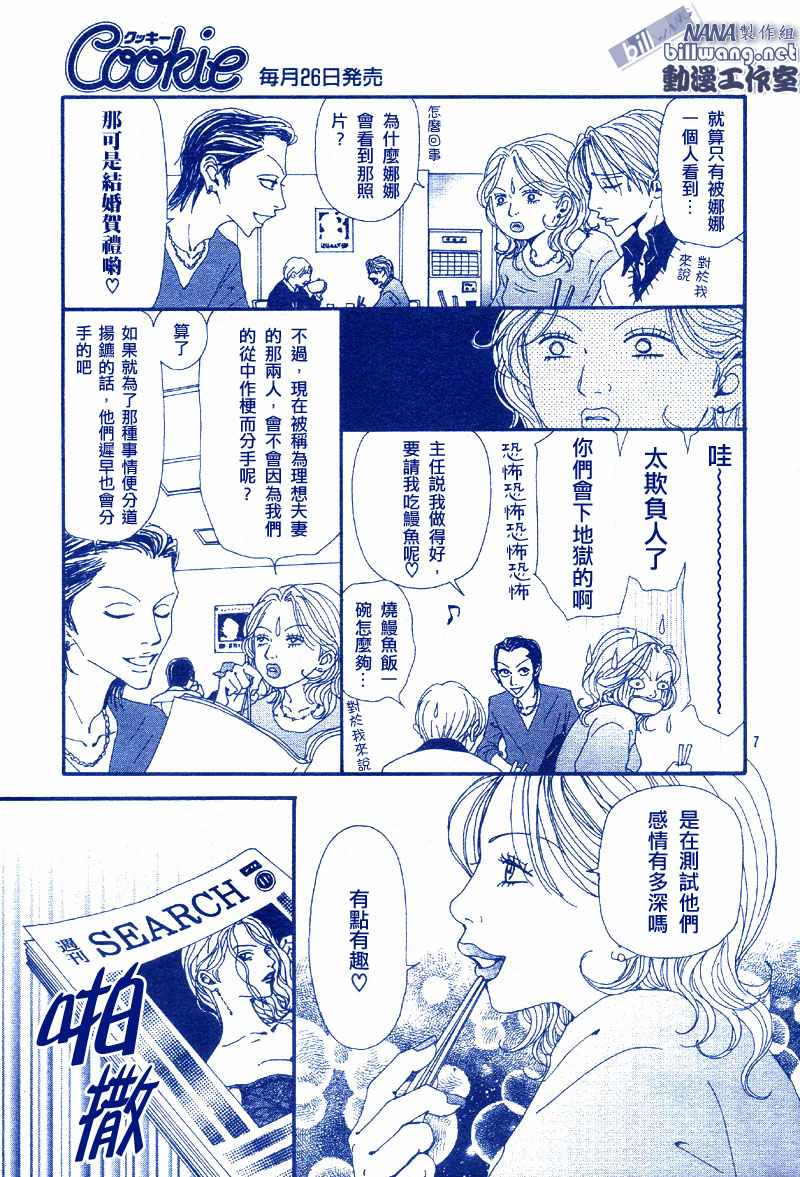 クッキー
Cookie
毎月26日発売
bill
NANA製作組
billwang.net
動漫工作室
就算只有被娜娜
一個人看到…
對於我
來說
怎麼回事
為什麼娜娜
會看到那照
片？
那可是結婚賀禮喲♡
不過，現在被稱為理想夫妻
的那兩人，會不會因為我們
的從中作梗而分手呢？
算了
如果就為了那種事情便分道
揚鑣的話，他們遲早也會分
手的吧
哇
太欺負人了
你們會下地獄的啊
恐怖恐怖恐怖恐怖
主任說我做得好，
要請我吃鰻魚呢♡
燒鰻魚飯一
碗怎麼夠…
對於我來說
7
是在測試他們
感情有多深嗎
有點有趣♡
週刊
SEARCH
啪撒